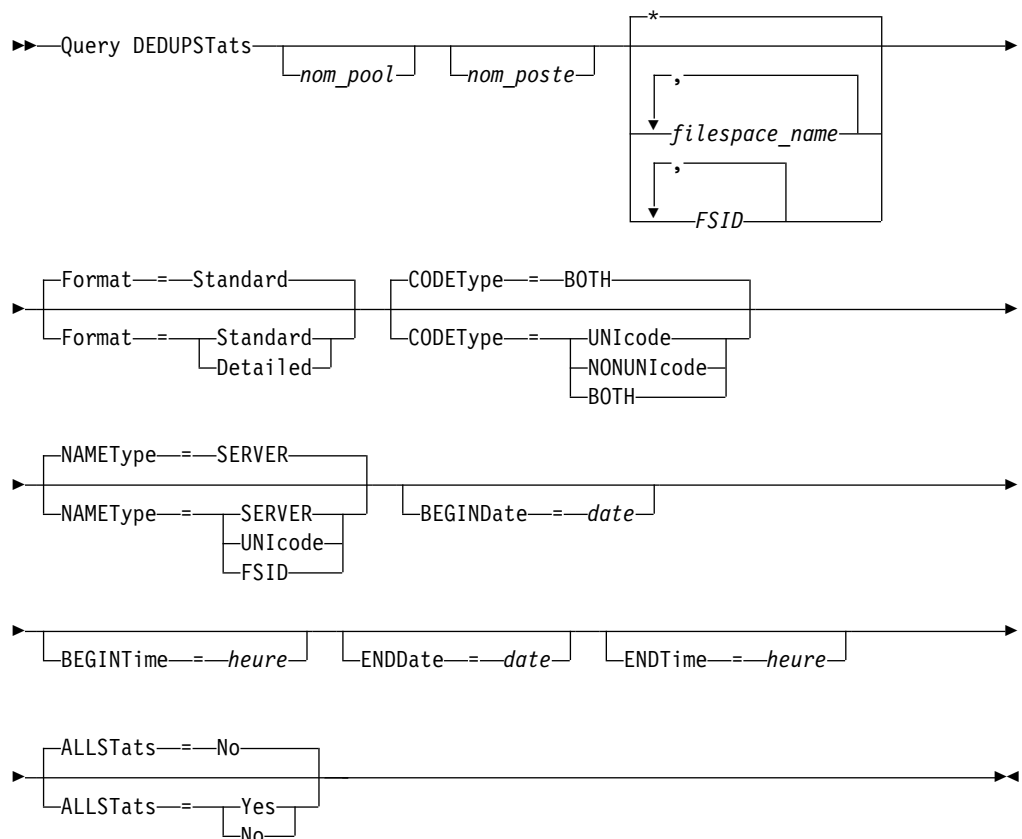 Query DEDUPSTats
nom_pool
nom_poste
*
,
filespace_name
,
FSID
Format = Standard
Format = Standard
Detailed
CODEType = BOTH
CODEType = UNIcode
NONUNIcode
BOTH
NAMEType = SERVER
NAMEType = SERVER
UNIcode
FSID
BEGINDate = date
BEGINTime = heure
ENDDate = date
ENDTime = heure
ALLSTats = No
ALLSTats = Yes
No